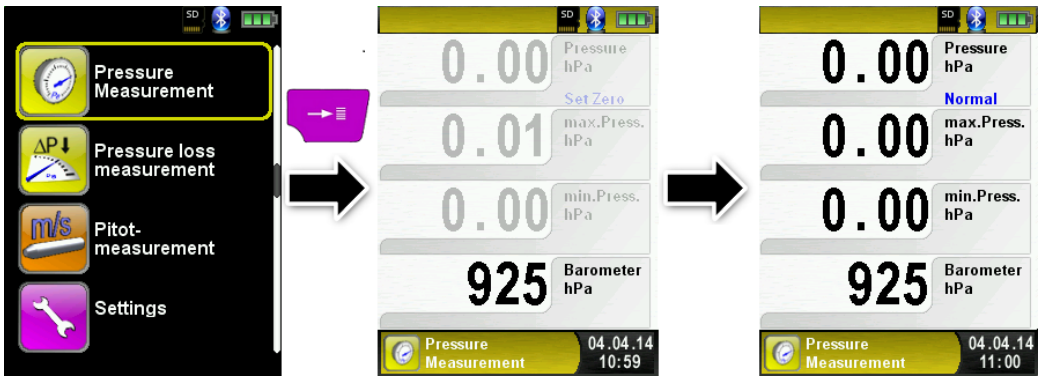 SD
Pressure
Measurement
ΔP
Pa
Pressure loss
measurement
m/s
Pitot-
measurement
Settings
SD
0.00 Pressure
hPa
Set Zero
0.01 max.Press.
hPa
0.00 min.Press.
hPa
925 Barometer
hPa
Pressure
Measurement
04.04.14
10:59
SD
0.00 Pressure
hPa
Normal
0.00 max.Press.
hPa
0.00 min.Press.
hPa
925 Barometer
hPa
Pressure
Measurement
04.04.14
11:00